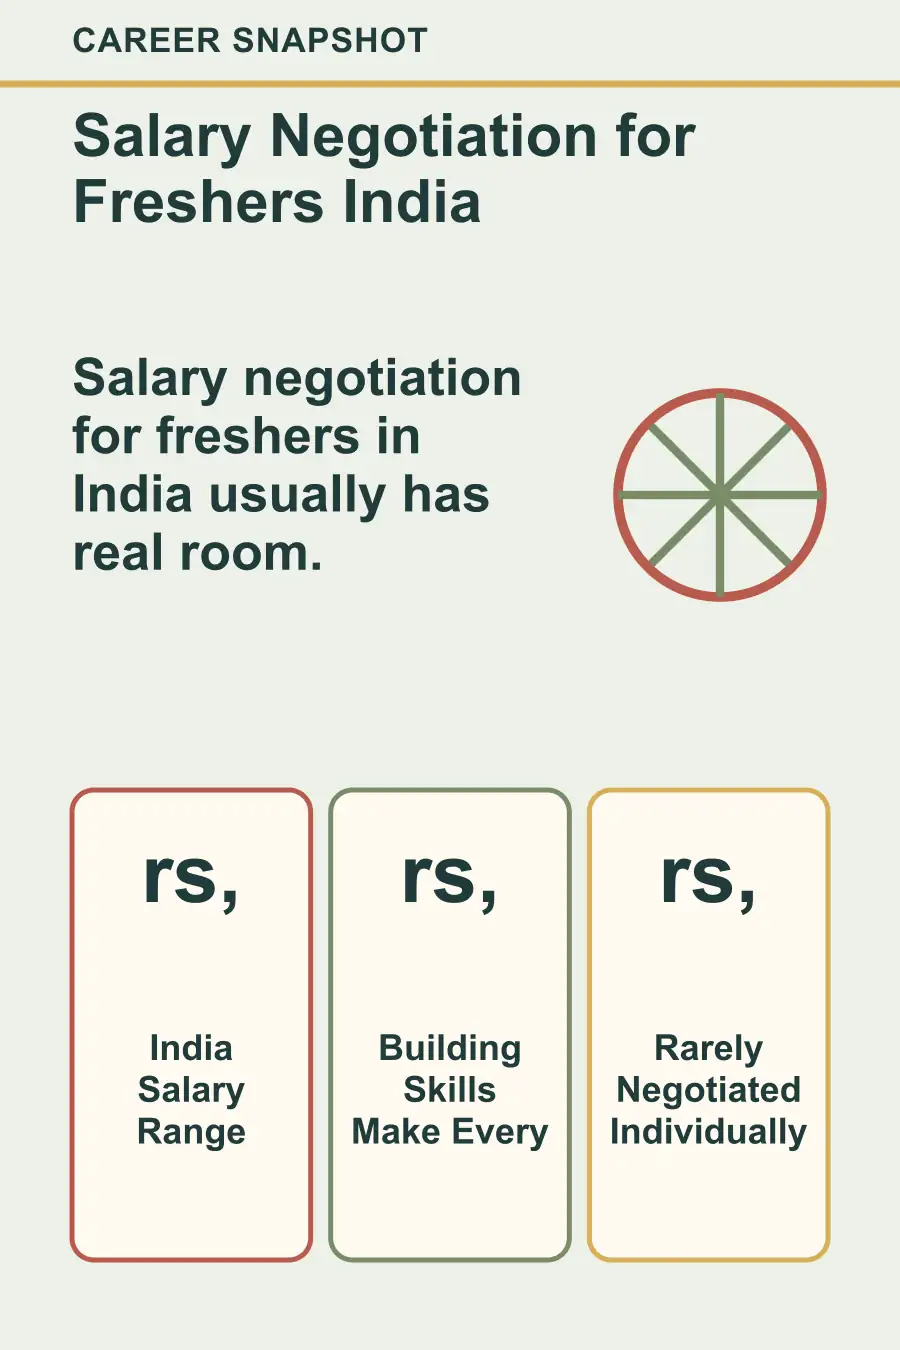 CAREER SNAPSHOT
Salary Negotiation for
Freshers India
Salary negotiation
for freshers in
India usually has
real room.
rs,
India
Salary
Range
rs,
Building
Skills
Make Every
rs,
Rarely
Negotiated
Individually